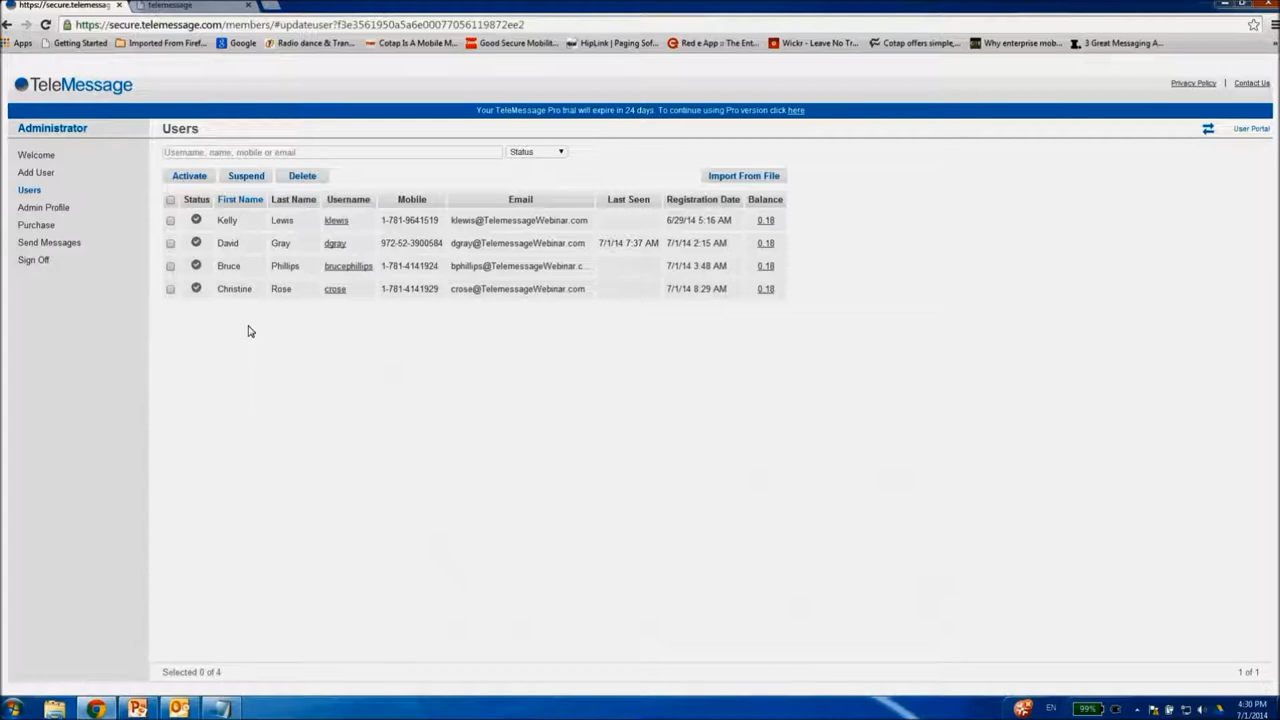 https://secure.telemessag
telemessage
https://secure.telemessage.com/members/#updateuser?f3e3561950a5a6e00077056119872ee2
Apps Getting Started Imported From Firef... Google Radio dance & Tran... Cotap Is A Mobile M... Good Secure Mobilit... HipLink | Paging Sof... Red e App :: The Ent... Wickr - Leave No Tr... Cotap offers simple,... Why enterprise mob... 3 Great Messaging A...
TeleMessage
Privacy Policy | Contact Us
Your TeleMessage Pro trial will expire in 24 days. To continue using Pro version click here
Administrator
Users
User Portal
Welcome
Add User
Users
Admin Profile
Purchase
Send Messages
Sign Off
Username, name, mobile or email
Status
Activate Suspend Delete
Import From File
Status First Name Last Name Username Mobile Email Last Seen Registration Date Balance
Kelly Lewis klewis 1-781-9641519 klewis@TelemessageWebinar.com 6/29/14 5:16 AM 0.18
David Gray dgray 972-52-3900584 dgray@TelemessageWebinar.com 7/1/14 7:37 AM 7/1/14 2:15 AM 0.18
Bruce Phillips brucephillips 1-781-4141924 bphillips@TelemessageWebinar.c... 7/1/14 3:48 AM 0.18
Christine Rose crose 1-781-4141929 crose@TelemessageWebinar.com 7/1/14 8:29 AM 0.18
Selected 0 of 4
1 of 1
EN
99%
4:30 PM
7/1/2014